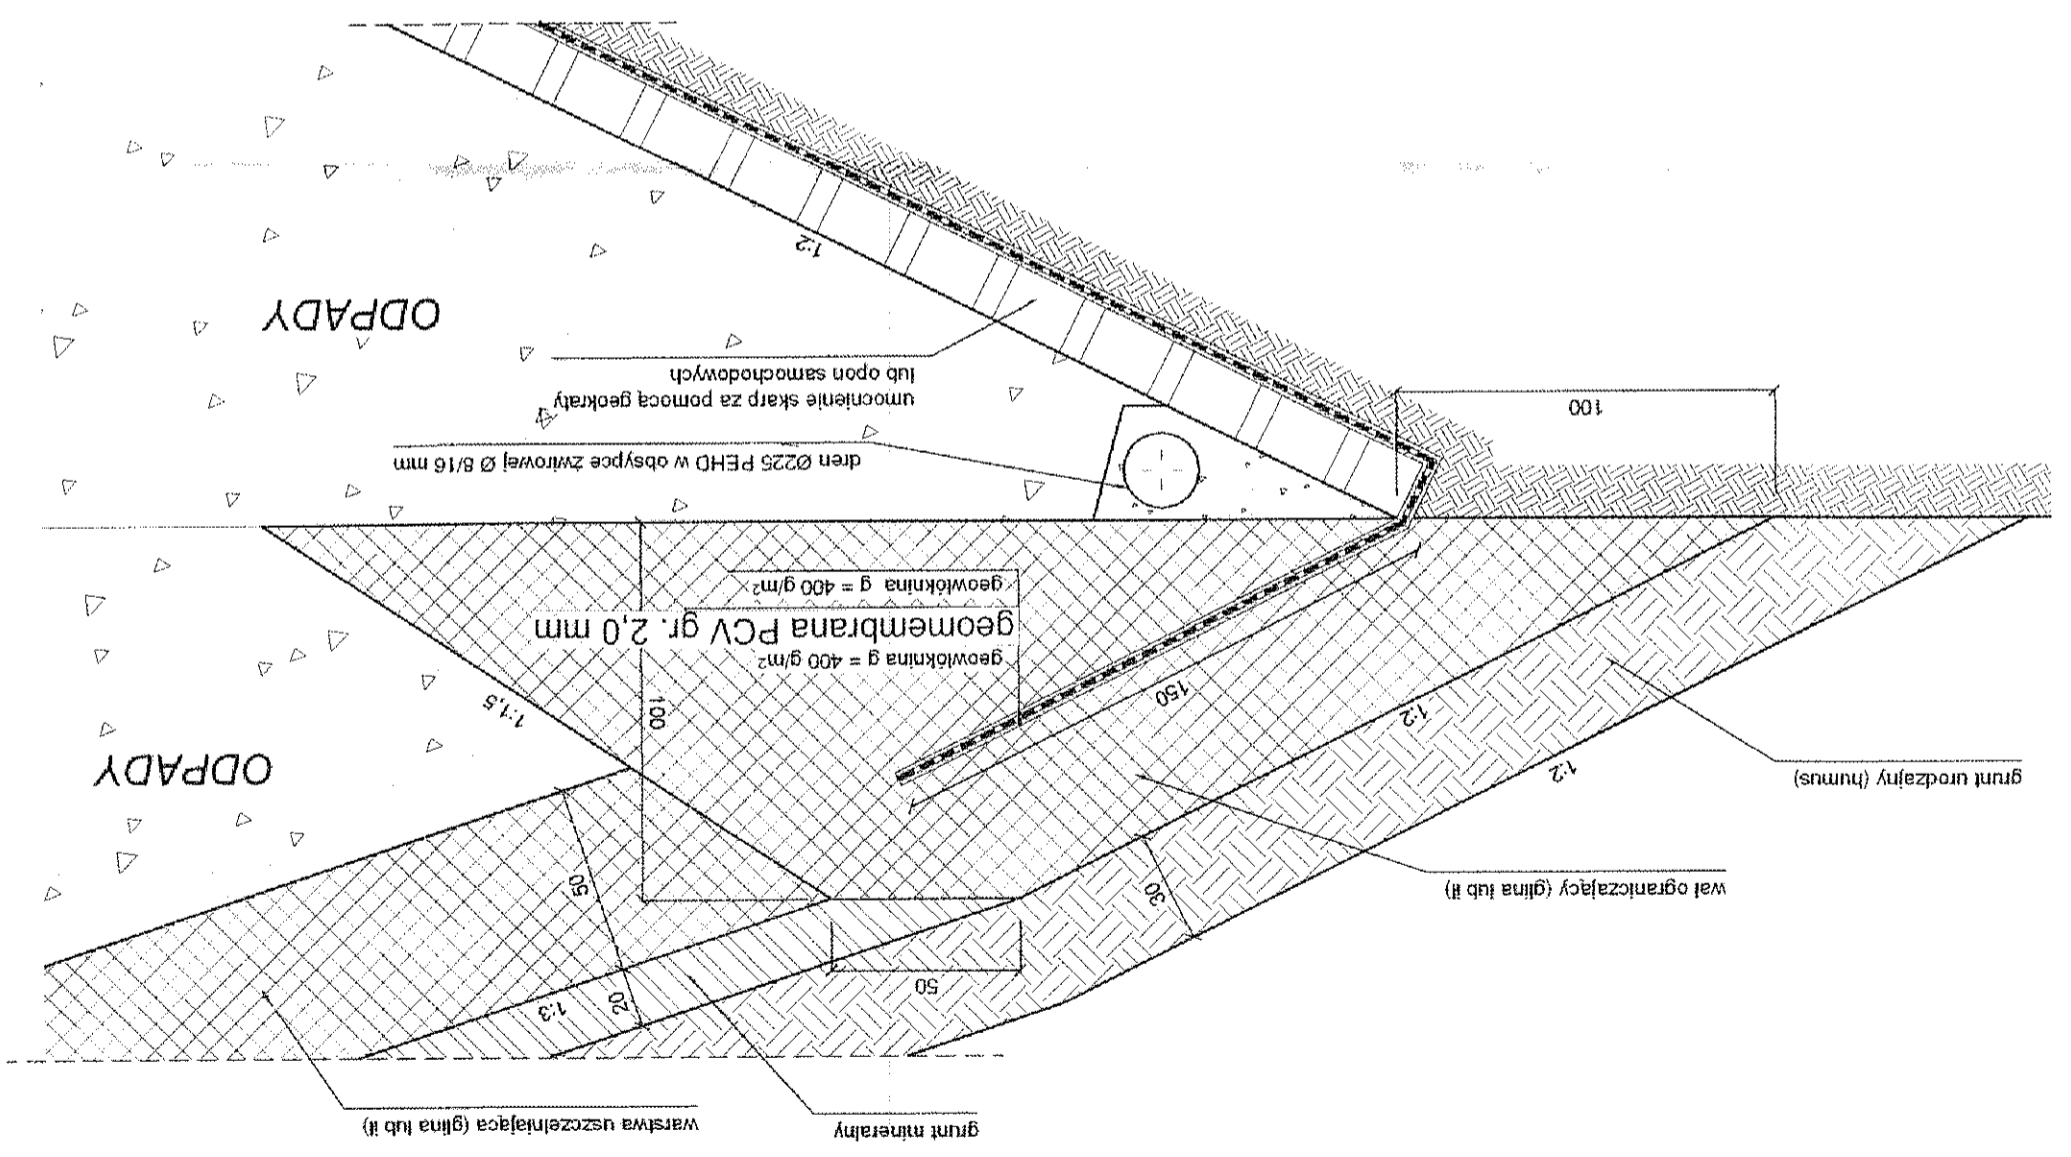 grunt mineralny
warstwa uszczelniająca (glina lub ił)
1:3
20
50
50
30
wał ograniczający (glina lub ił)
grunt urodzajny (humus)
1:2
1:2
ODPADY
1:1,5
100
150
geowłóknina g = 400 g/m²
geomembrana PCV gr. 2,0 mm
geowłóknina g = 400 g/m²
dren Ø225 PEHD w obsypce żwirowej Ø 8/16 mm
100
umocnienie skarp za pomocą geokraty
lub opon samochodowych
ODPADY
1:2